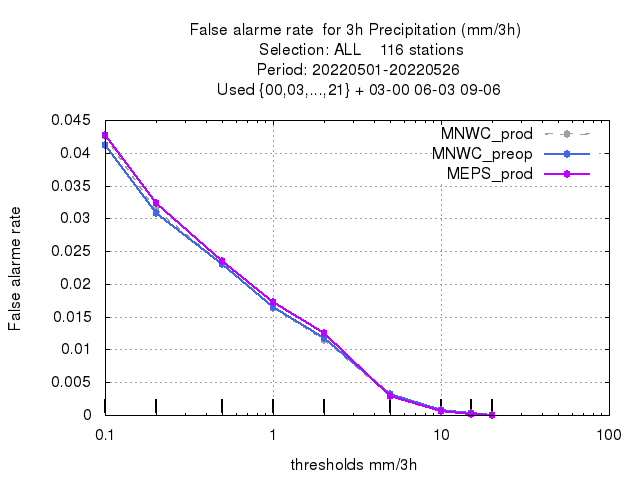 False alarme rate  for 3h Precipitation (mm/3h)
Selection: ALL    116 stations
Period: 20220501-20220526
Used {00,03,...,21} + 03-00 06-03 09-06
MNWC_prod
MNWC_preop
MEPS_prod
0.045
0.04
0.035
0.03
0.025
0.02
0.015
0.01
0.005
0
False alarme rate
0.1 1 10 100
thresholds mm/3h